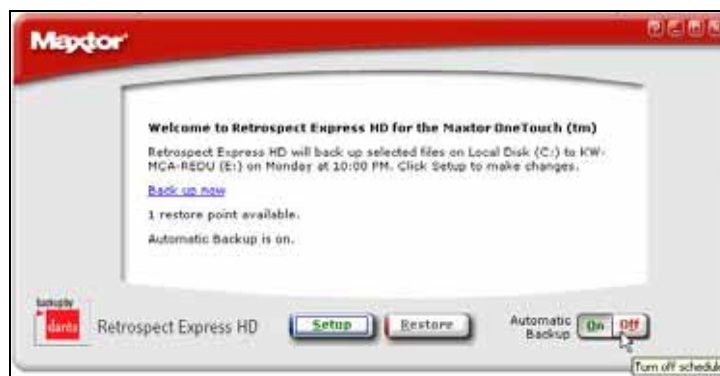 Maxtor
Welcome to Retrospect Express HD for the Maxtor OneTouch (tm)
Retrospect Express HD will back up selected files on Local Disk (C:) to KW-
MCA-REDU (E:) on Monday at 10:00 PM. Click Setup to make changes.
Back up now
1 restore point available.
Automatic Backup is on.
backup by
dantz
Retrospect Express HD
Setup
Restore
Automatic
Backup
On
Off
Turn off schedul